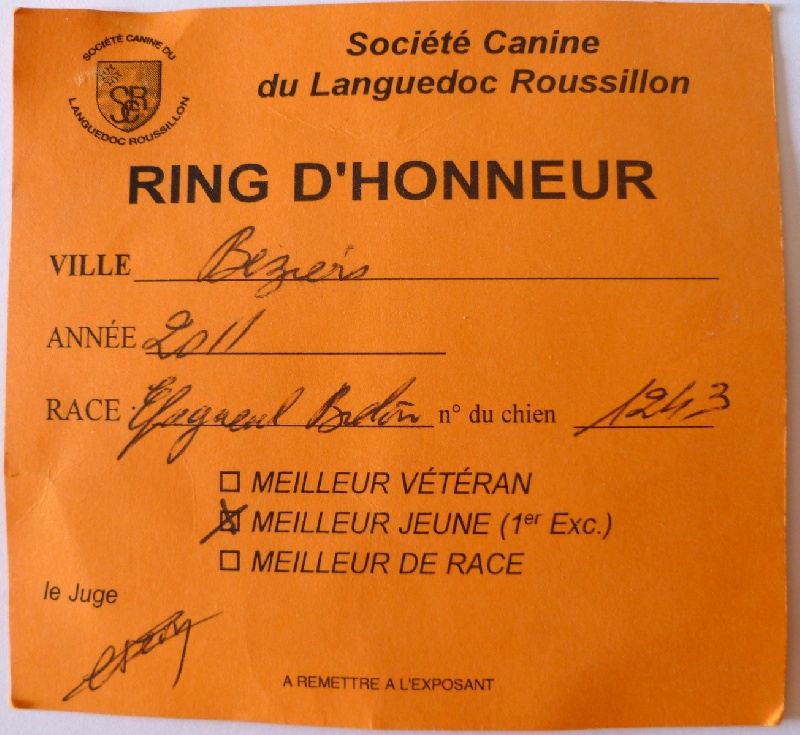 SOCIÉTÉ CANINE DU
LANGUEDOC ROUSSILLON
SCLR
Société Canine
du Languedoc Roussillon
RING D'HONNEUR
VILLE Beziers
ANNÉE 2011
RACE Epagneul Breton n° du chien 1243
☐ MEILLEUR VÉTÉRAN
☒ MEILLEUR JEUNE (1er Exc.)
☐ MEILLEUR DE RACE
le Juge
A REMETTRE A L'EXPOSANT